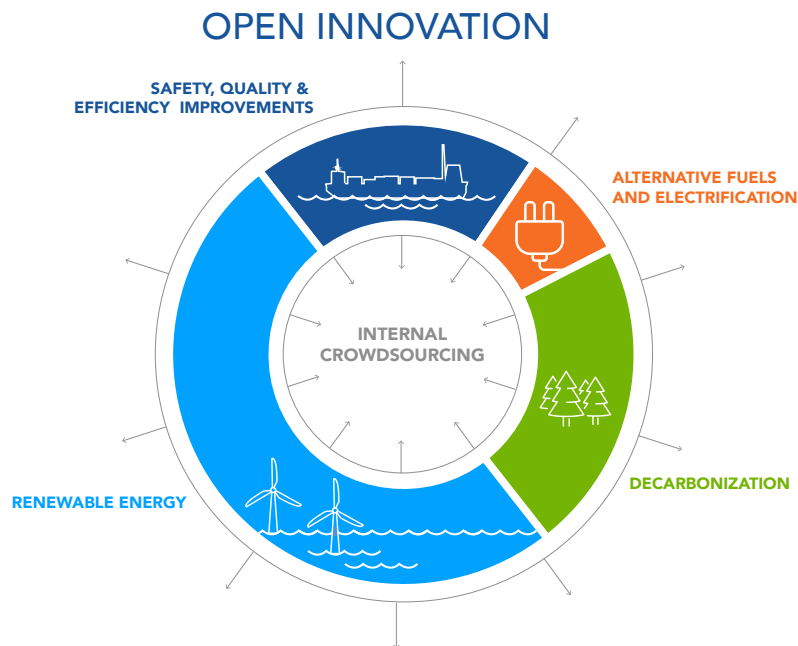 OPEN INNOVATION
SAFETY, QUALITY &
EFFICIENCY IMPROVEMENTS
ALTERNATIVE FUELS
AND ELECTRIFICATION
INTERNAL
CROWDSOURCING
DECARBONIZATION
RENEWABLE ENERGY